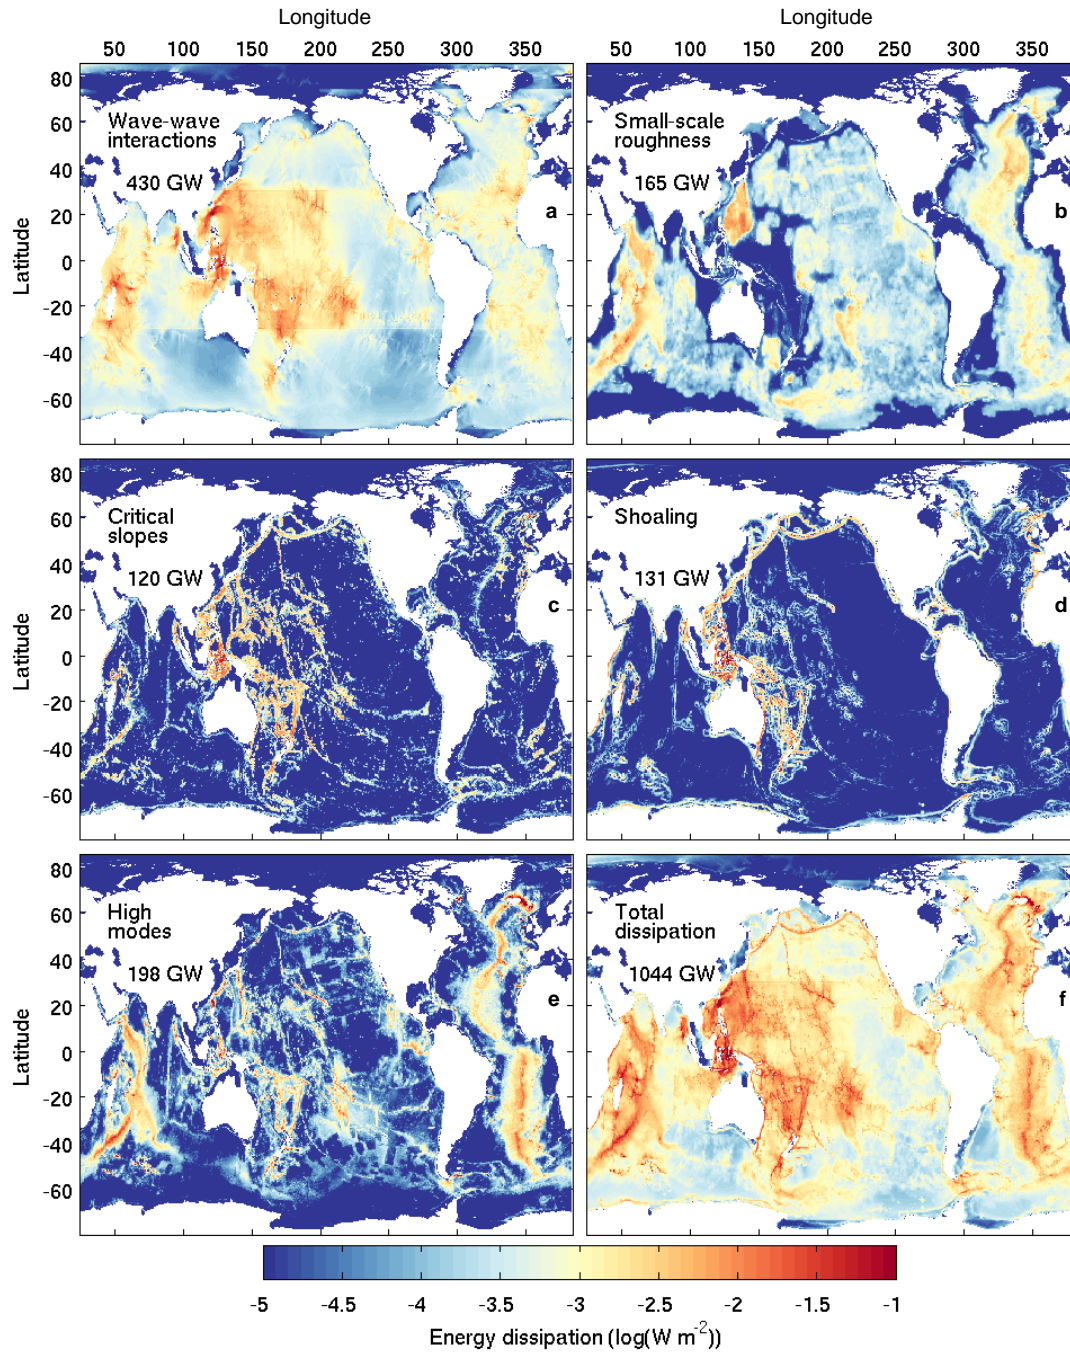 Longitude
Longitude
50 100 150 200 250 300 350
50 100 150 200 250 300 350
80
60
40
20
0
-20
-40
-60
Latitude
Wave-wave
interactions
430 GW
a
Small-scale
roughness
165 GW
b
80
60
40
20
0
-20
-40
-60
Latitude
Critical
slopes
120 GW
c
Shoaling
131 GW
d
80
60
40
20
0
-20
-40
-60
Latitude
High
modes
198 GW
e
Total
dissipation
1044 GW
f
-5 -4.5 -4 -3.5 -3 -2.5 -2 -1.5 -1
Energy dissipation (log(W m⁻²))